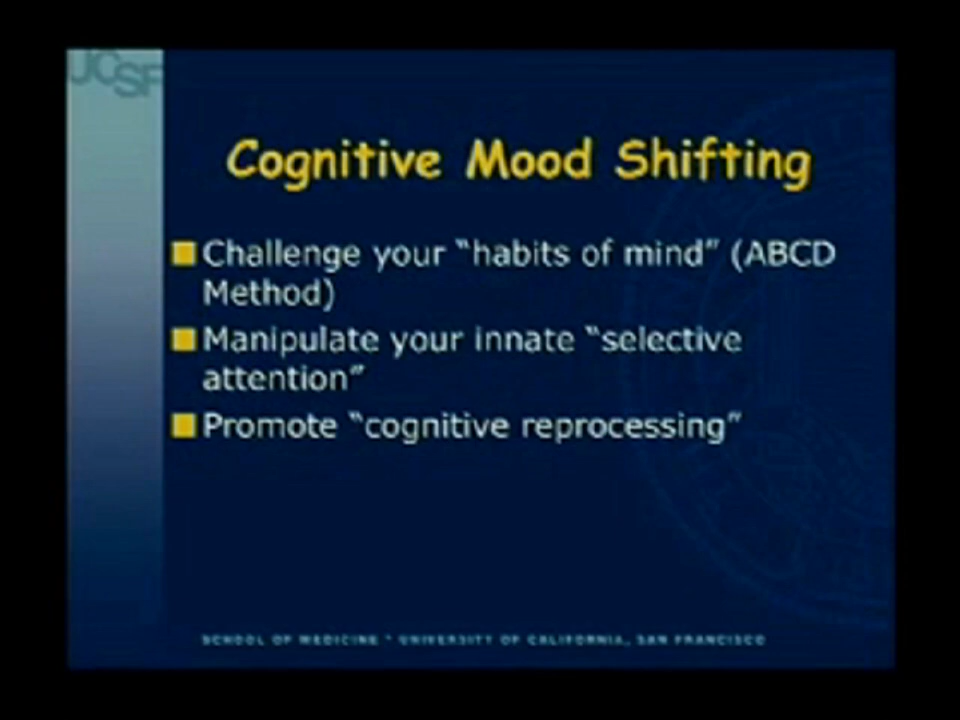 UCSF
Cognitive Mood Shifting
Challenge your “habits of mind” (ABCD
Method)
Manipulate your innate “selective
attention”
Promote “cognitive reprocessing”
SCHOOL OF MEDICINE * UNIVERSITY OF CALIFORNIA, SAN FRANCISCO